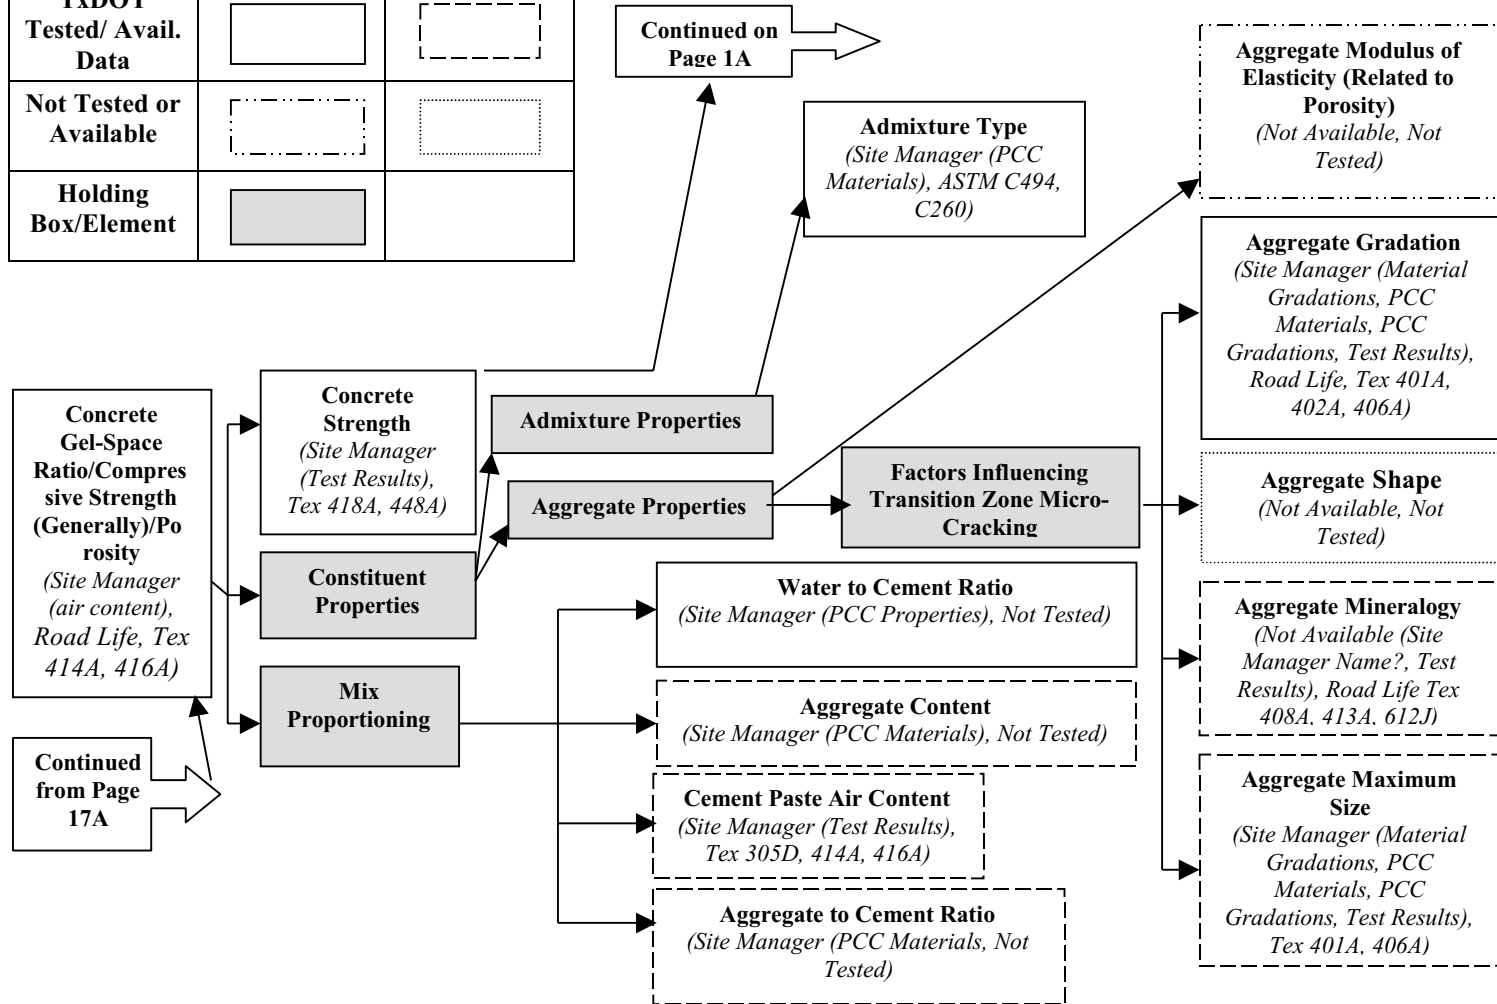 TxDOT
Tested/ Avail.
Data
Not Tested or
Available
Holding
Box/Element
Continued on
Page 1A
Admixture Type
(Site Manager (PCC
Materials), ASTM C494,
C260)
Aggregate Modulus of
Elasticity (Related to
Porosity)
(Not Available, Not
Tested)
Aggregate Gradation
(Site Manager (Material
Gradations, PCC
Materials, PCC
Gradations, Test Results),
Road Life, Tex 401A,
402A, 406A)
Concrete
Gel-Space
Ratio/Compres
sive Strength
(Generally)/Po
rosity
(Site Manager
(air content),
Road Life, Tex
414A, 416A)
Concrete
Strength
(Site Manager
(Test Results),
Tex 418A, 448A)
Admixture Properties
Aggregate Properties
Factors Influencing
Transition Zone Micro-
Cracking
Aggregate Shape
(Not Available, Not
Tested)
Constituent
Properties
Water to Cement Ratio
(Site Manager (PCC Properties), Not Tested)
Aggregate Mineralogy
(Not Available (Site
Manager Name?, Test
Results), Road Life Tex
408A, 413A, 612J)
Mix
Proportioning
Aggregate Content
(Site Manager (PCC Materials), Not Tested)
Continued
from Page
17A
Cement Paste Air Content
(Site Manager (Test Results),
Tex 305D, 414A, 416A)
Aggregate Maximum
Size
(Site Manager (Material
Gradations, PCC
Materials, PCC
Gradations, Test Results),
Tex 401A, 406A)
Aggregate to Cement Ratio
(Site Manager (PCC Materials, Not
Tested)